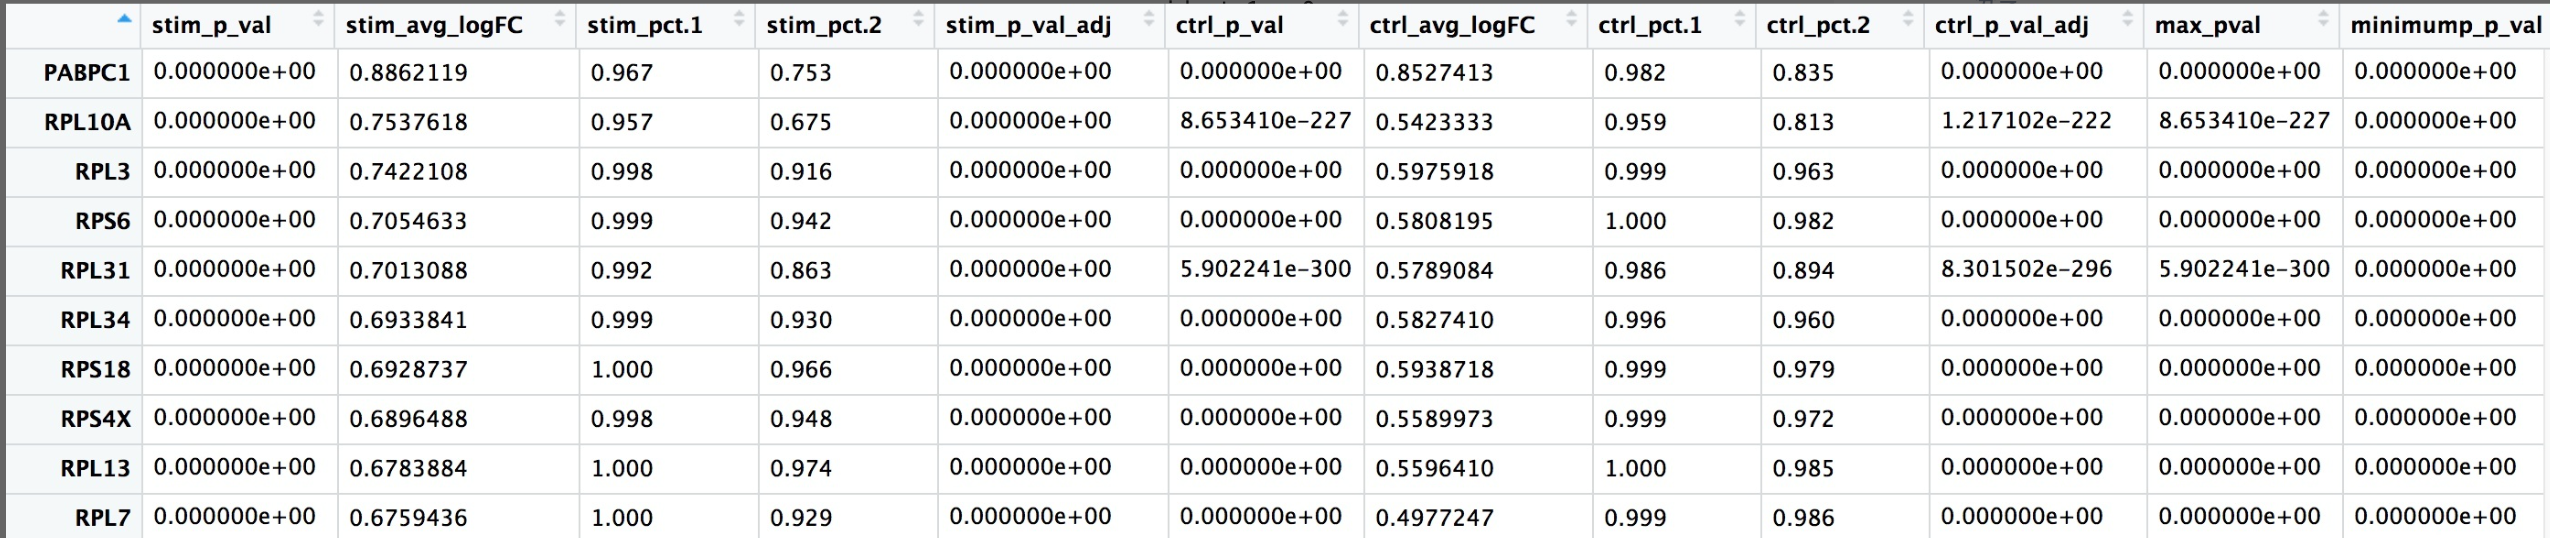 stim_p_val stim_avg_logFC stim_pct.1 stim_pct.2 stim_p_val_adj ctrl_p_val ctrl_avg_logFC ctrl_pct.1 ctrl_pct.2 ctrl_p_val_adj max_pval minimump_p_val
PABPC1 0.000000e+00 0.8862119 0.967 0.753 0.000000e+00 0.000000e+00 0.8527413 0.982 0.835 0.000000e+00 0.000000e+00 0.000000e+00
RPL10A 0.000000e+00 0.7537618 0.957 0.675 0.000000e+00 8.653410e-227 0.5423333 0.959 0.813 1.217102e-222 8.653410e-227 0.000000e+00
RPL3 0.000000e+00 0.7422108 0.998 0.916 0.000000e+00 0.000000e+00 0.5975918 0.999 0.963 0.000000e+00 0.000000e+00 0.000000e+00
RPS6 0.000000e+00 0.7054633 0.999 0.942 0.000000e+00 0.000000e+00 0.5808195 1.000 0.982 0.000000e+00 0.000000e+00 0.000000e+00
RPL31 0.000000e+00 0.7013088 0.992 0.863 0.000000e+00 5.902241e-300 0.5789084 0.986 0.894 8.301502e-296 5.902241e-300 0.000000e+00
RPL34 0.000000e+00 0.6933841 0.999 0.930 0.000000e+00 0.000000e+00 0.5827410 0.996 0.960 0.000000e+00 0.000000e+00 0.000000e+00
RPS18 0.000000e+00 0.6928737 1.000 0.966 0.000000e+00 0.000000e+00 0.5938718 0.999 0.979 0.000000e+00 0.000000e+00 0.000000e+00
RPS4X 0.000000e+00 0.6896488 0.998 0.948 0.000000e+00 0.000000e+00 0.5589973 0.999 0.972 0.000000e+00 0.000000e+00 0.000000e+00
RPL13 0.000000e+00 0.6783884 1.000 0.974 0.000000e+00 0.000000e+00 0.5596410 1.000 0.985 0.000000e+00 0.000000e+00 0.000000e+00
RPL7 0.000000e+00 0.6759436 1.000 0.929 0.000000e+00 0.000000e+00 0.4977247 0.999 0.986 0.000000e+00 0.000000e+00 0.000000e+00